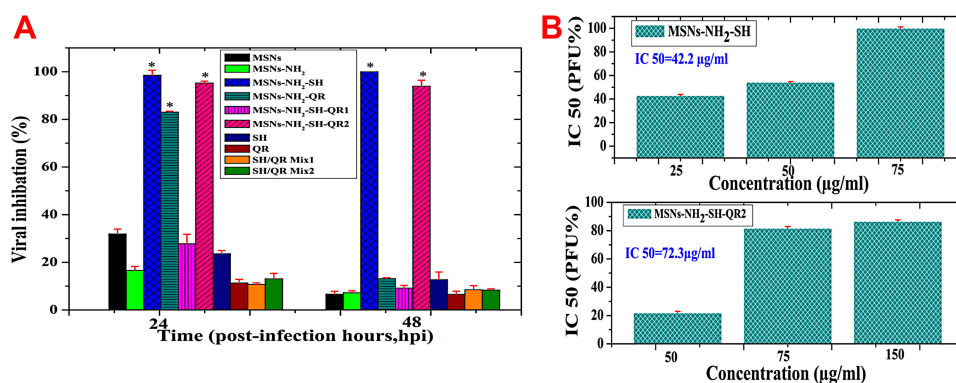 A
Viral inhibation (%)
100
80
60
40
20
0
* * * * *
MSNs
MSNs-NH2
MSNs-NH2-SH
MSNs-NH2-QR
MSNs-NH2-SH-QR1
MSNs-NH2-SH-QR2
SH
QR
SH/QR Mix1
SH/QR Mix2
24 48
Time (post-infection hours,hpi)
B
IC 50 (PFU%)
100
80
60
40
20
0
MSNs-NH2-SH
IC 50=42.2 µg/ml
25 50 75
Concentration (µg/ml)
IC 50 (PFU%)
100
80
60
40
20
0
MSNs-NH2-SH-QR2
IC 50=72.3µg/ml
50 75 150
Concentration (µg/ml)